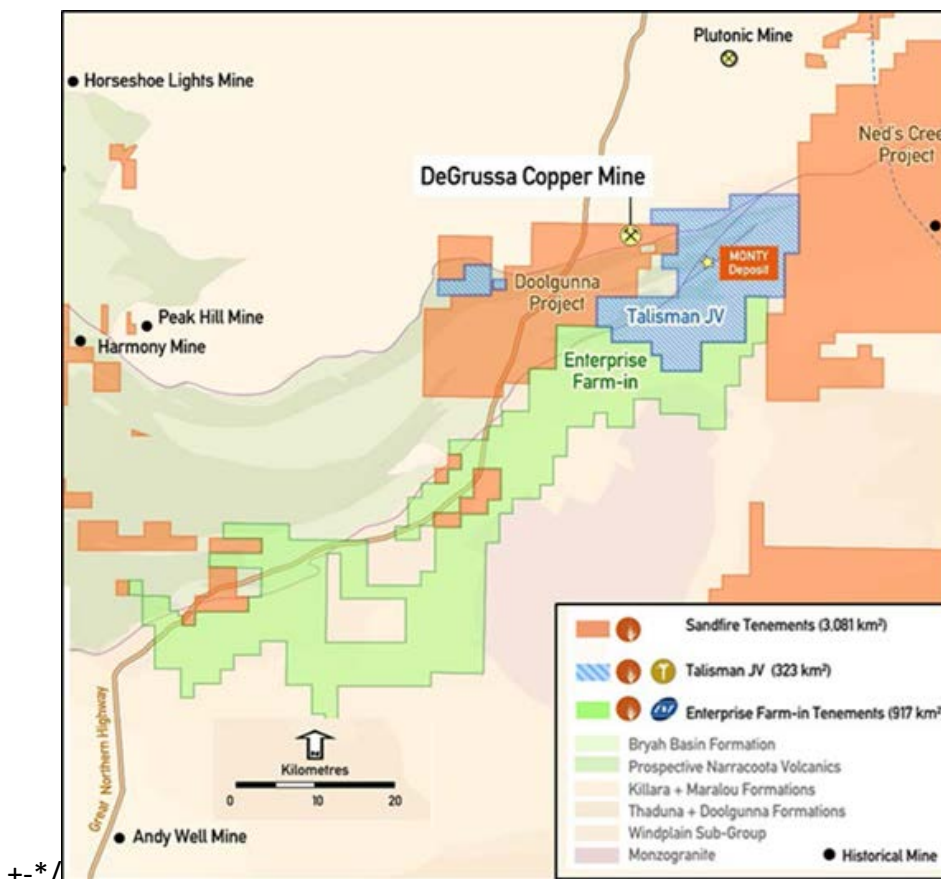 Plutonic Mine
Horseshoe Lights Mine
Ned's Cree
Project
DeGrussa Copper Mine
MONTY
Deposit
Doolgunna
Project
Talisman JV
Peak Hill Mine
Harmony Mine
Enterprise
Farm-in
Sandfire Tenements (3,081 km²)
Talisman JV (323 km²)
Enterprise Farm-in Tenements (917 km²
Bryah Basin Formation
Prospective Narracoota Volcanics
Killara + Maralou Formations
Thaduna + Doolgunna Formations
Windplain Sub-Group
Monzogranite
Historical Mine
N
Kilometres
0 10 20
Great Northern Highway
Andy Well Mine
+-*/